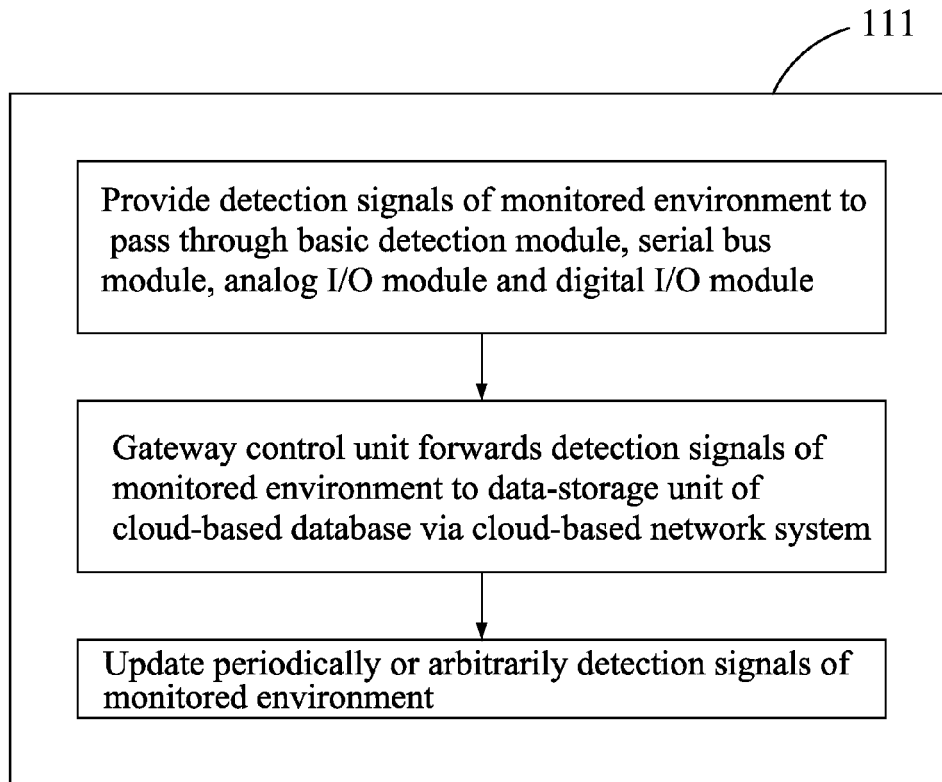 111
Provide detection signals of monitored environment to
pass through basic detection module, serial bus
module, analog I/O module and digital I/O module
Gateway control unit forwards detection signals of
monitored environment to data-storage unit of
cloud-based database via cloud-based network system
Update periodically or arbitrarily detection signals of
monitored environment